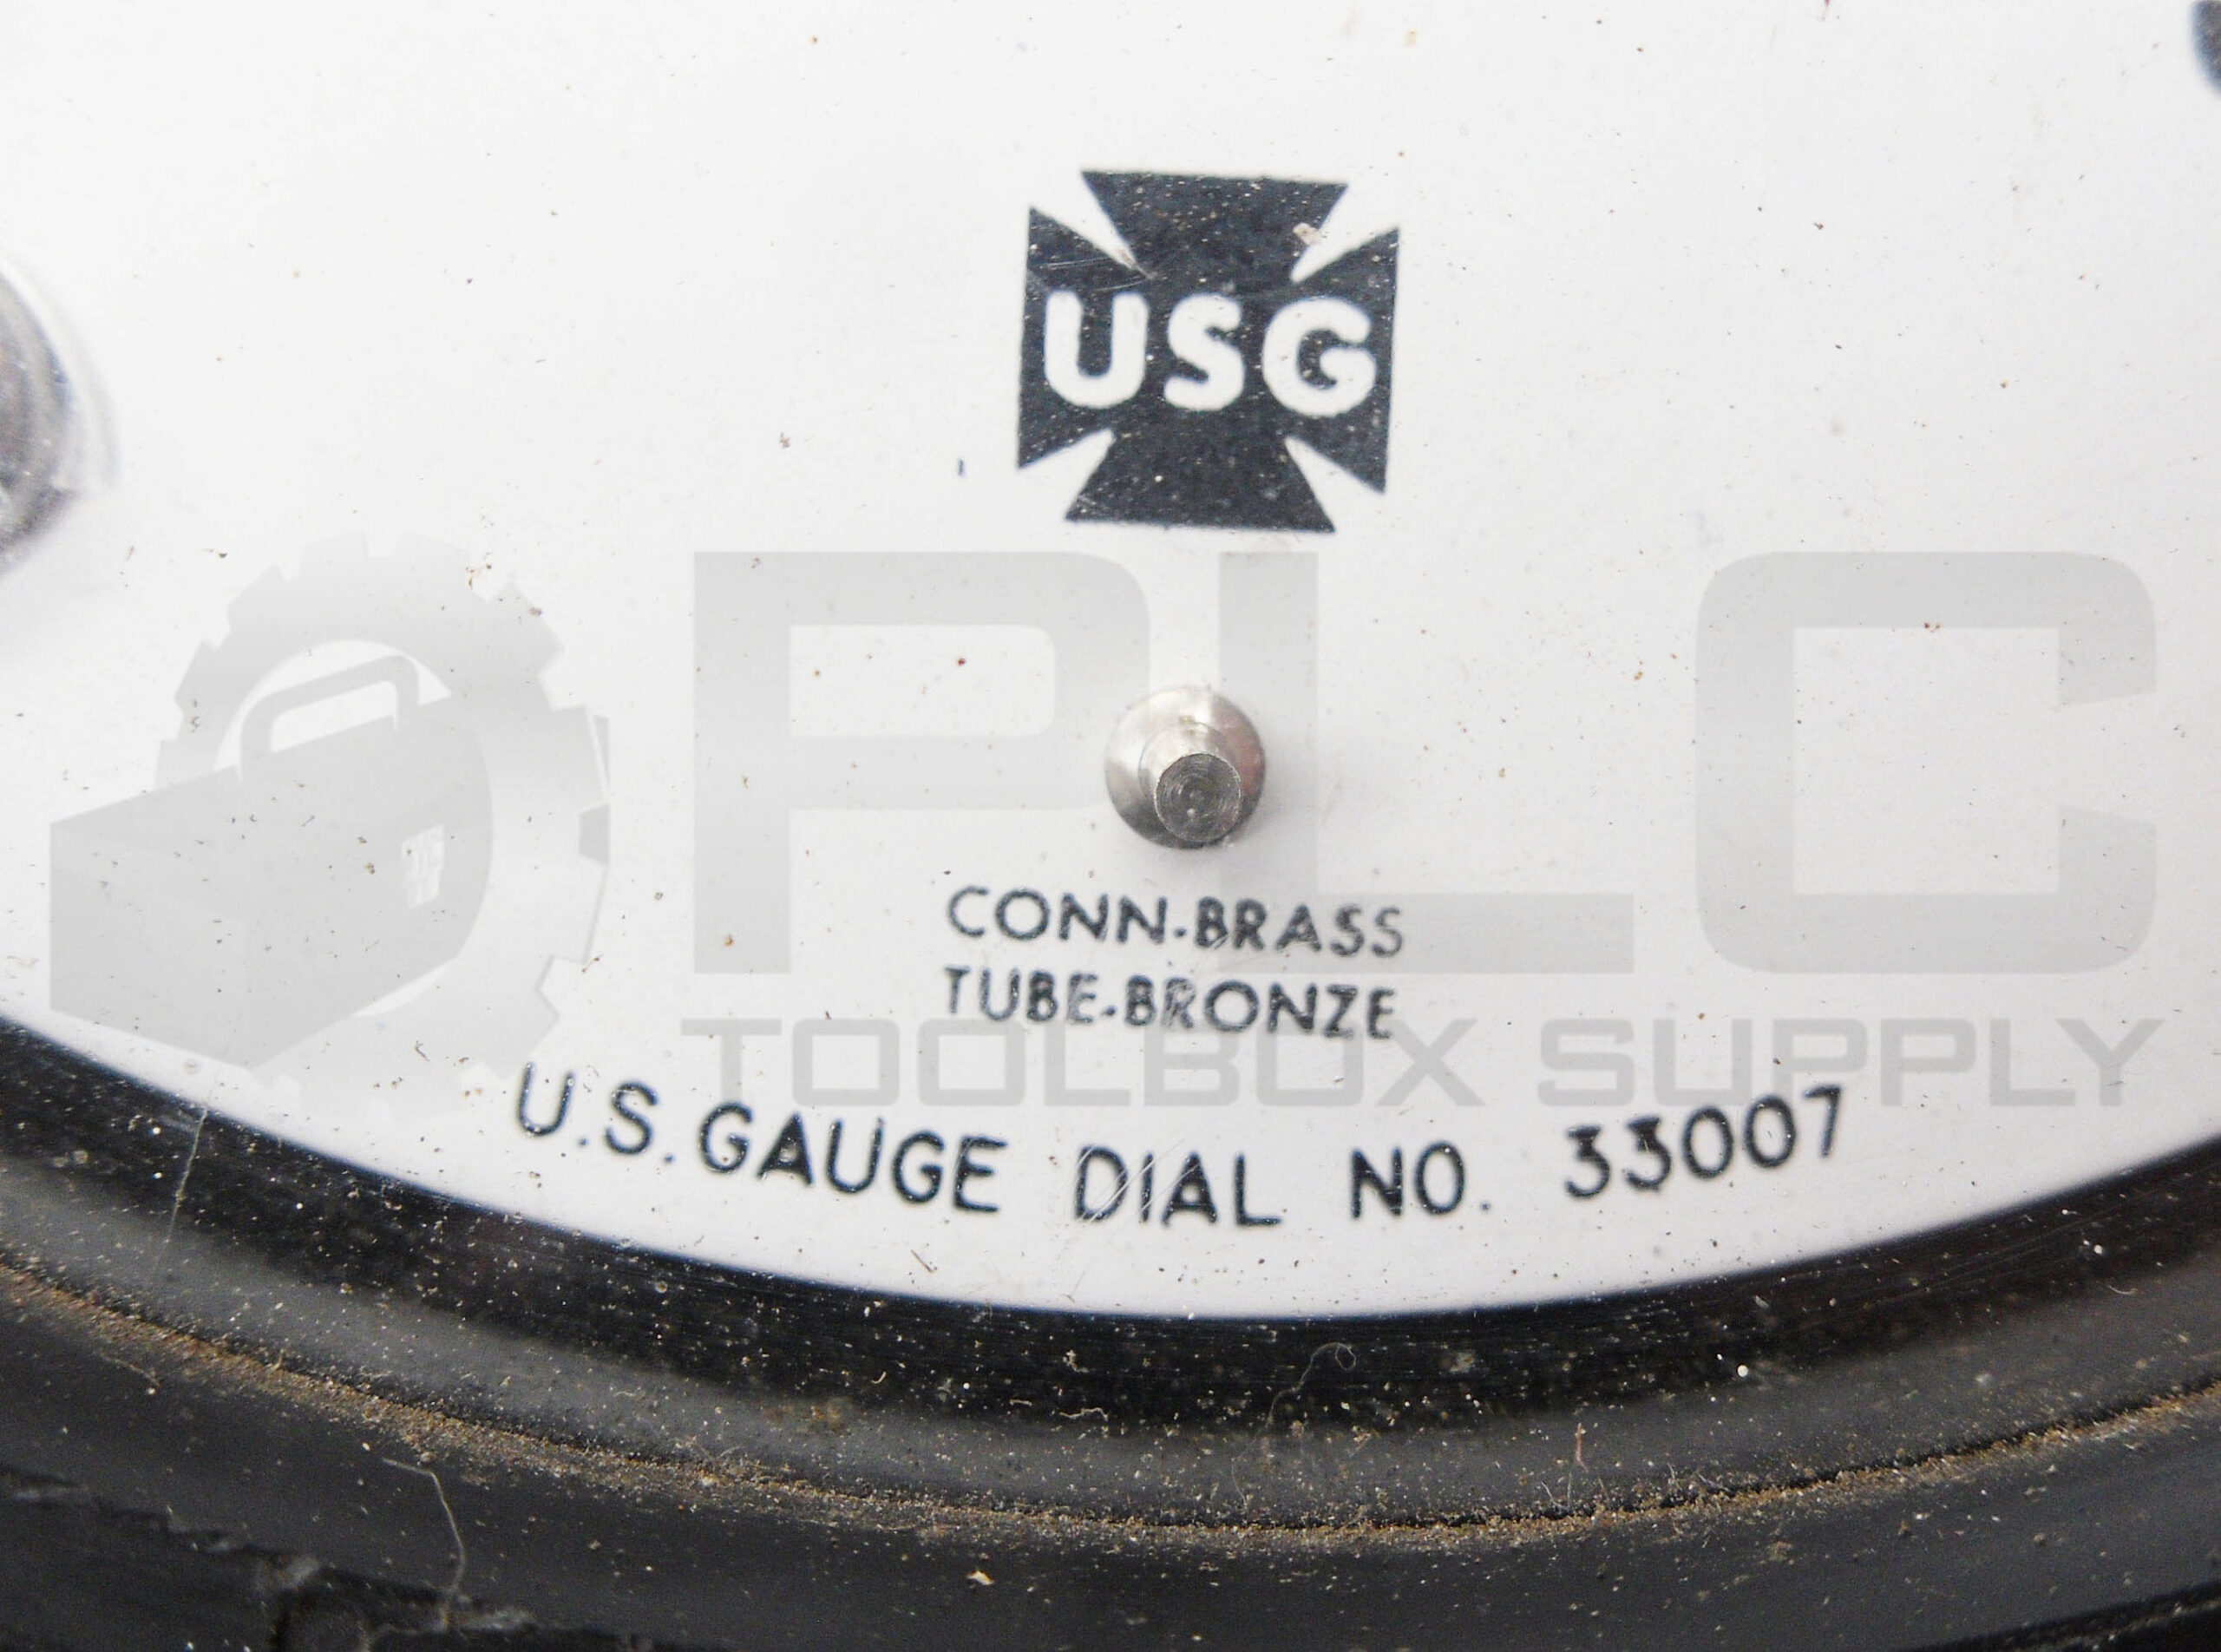 USG
PLC
CONN-BRASS
TUBE-BRONZE
TOOLBOX SUPPLY
U.S. GAUGE DIAL NO. 33007